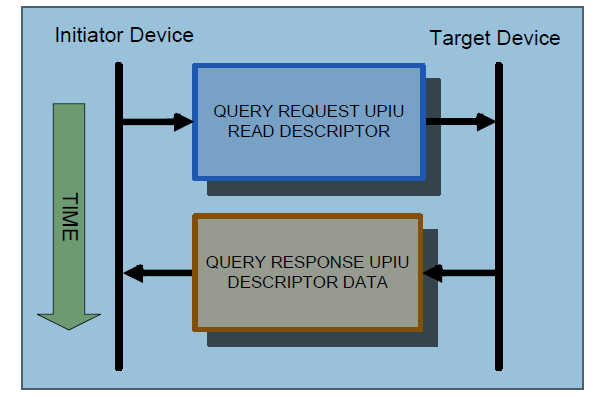 Initiator Device
Target Device
QUERY REQUEST UPIU
READ DESCRIPTOR
TIME
QUERY RESPONSE UPIU
DESCRIPTOR DATA